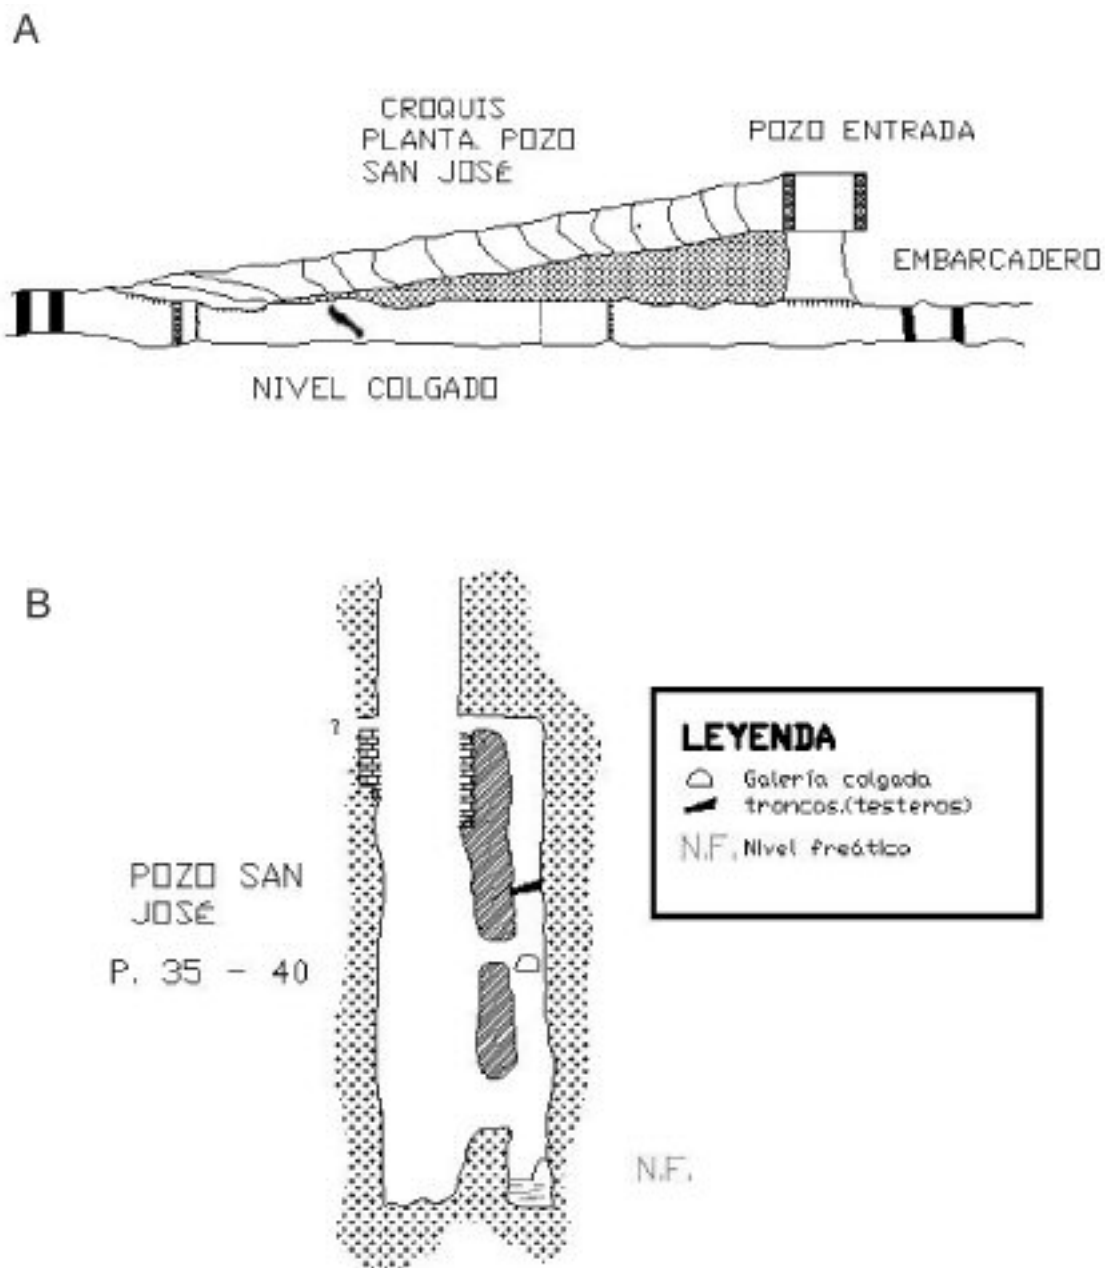 A
CROQUIS
PLANTA POZO
SAN JOSÉ
POZO ENTRADA
EMBARCADERO
NIVEL COLGADO
B
?
POZO SAN
JOSÉ
P. 35 - 40
LEYENDA
Galería colgada
troncos.(testeros)
N.F. Nivel freático
N.F.